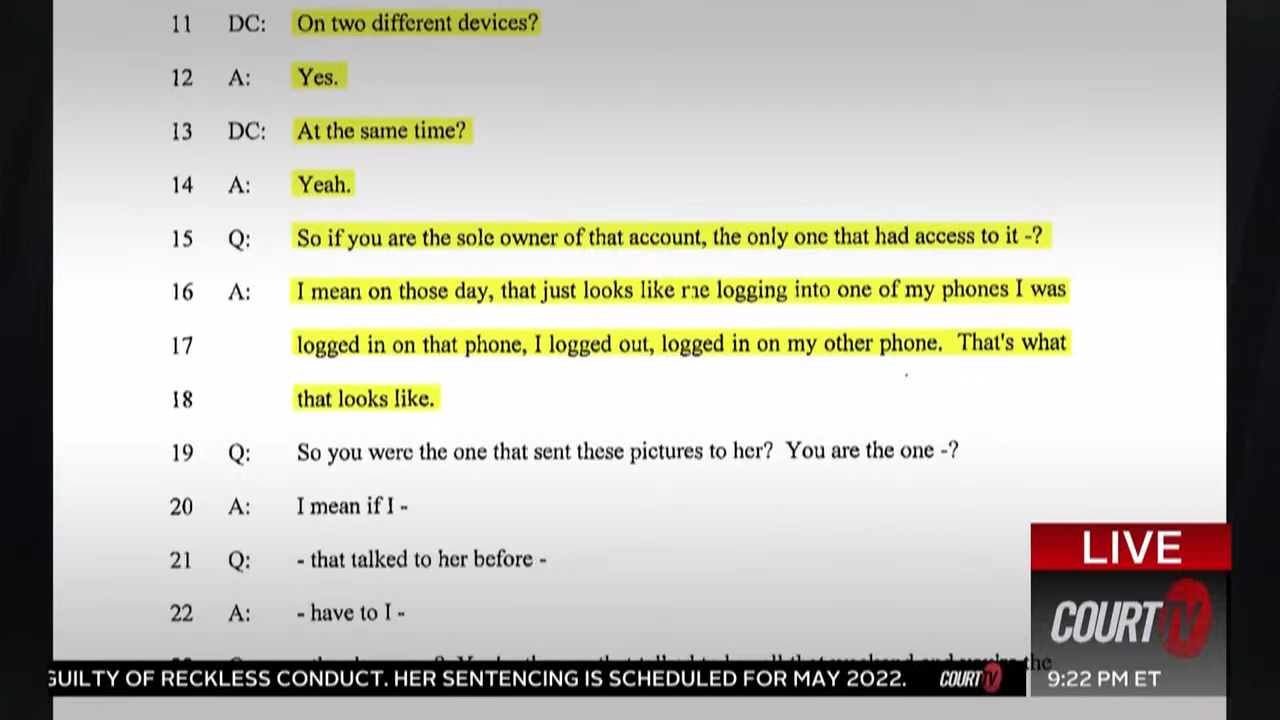 11 DC: On two different devices?
12 A: Yes.
13 DC: At the same time?
14 A: Yeah.
15 Q: So if you are the sole owner of that account, the only one that had access to it -?
16 A: I mean on those day, that just looks like me logging into one of my phones I was
17 logged in on that phone, I logged out, logged in on my other phone. That's what
18 that looks like.
19 Q: So you were the one that sent these pictures to her? You are the one -?
20 A: I mean if I -
21 Q: - that talked to her before -
22 A: - have to I -
the
LIVE
COURT TV
GUILTY OF RECKLESS CONDUCT. HER SENTENCING IS SCHEDULED FOR MAY 2022. COURT TV
9:22 PM ET